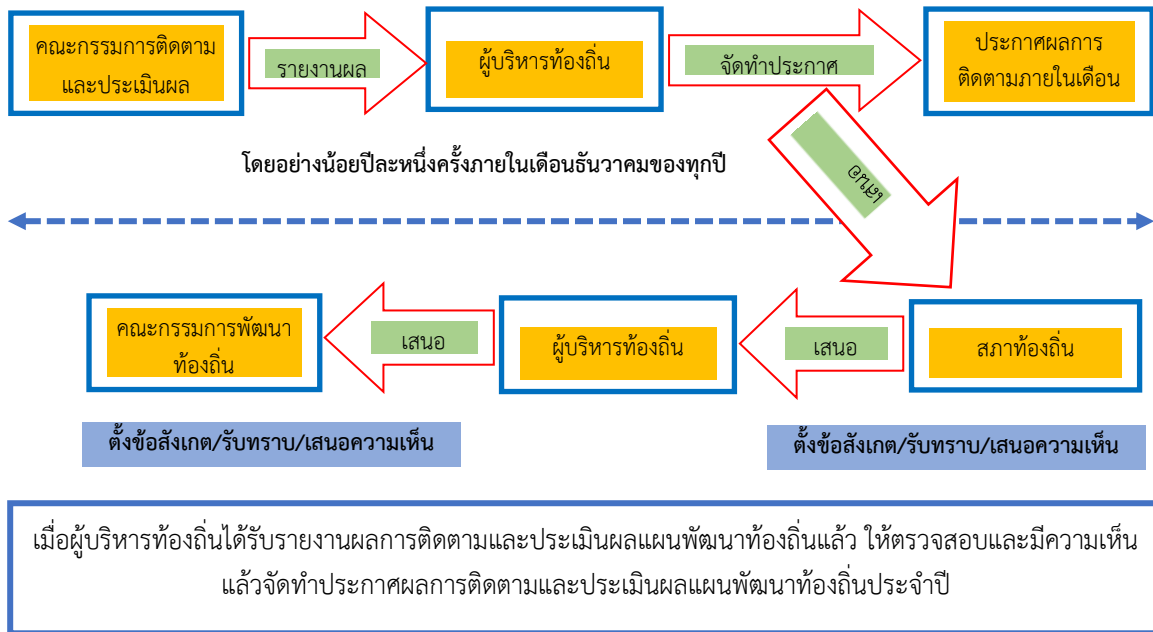 คณะกรรมการติดตาม
และประเมินผล
รายงานผล
ผู้บริหารท้องถิ่น
จัดทำประกาศ
ประกาศผลการ
ติดตามภายในเดือน
เสนอ
โดยอย่างน้อยปีละหนึ่งครั้งภายในเดือนธันวาคมของทุกปี
คณะกรรมการพัฒนา
ท้องถิ่น
เสนอ
ผู้บริหารท้องถิ่น
เสนอ
สภาท้องถิ่น
ตั้งข้อสังเกต/รับทราบ/เสนอความเห็น
ตั้งข้อสังเกต/รับทราบ/เสนอความเห็น
เมื่อผู้บริหารท้องถิ่นได้รับรายงานผลการติดตามและประเมินผลแผนพัฒนาท้องถิ่นแล้ว ให้ตรวจสอบและมีความเห็น
แล้วจัดทำประกาศผลการติดตามและประเมินผลแผนพัฒนาท้องถิ่นประจำปี